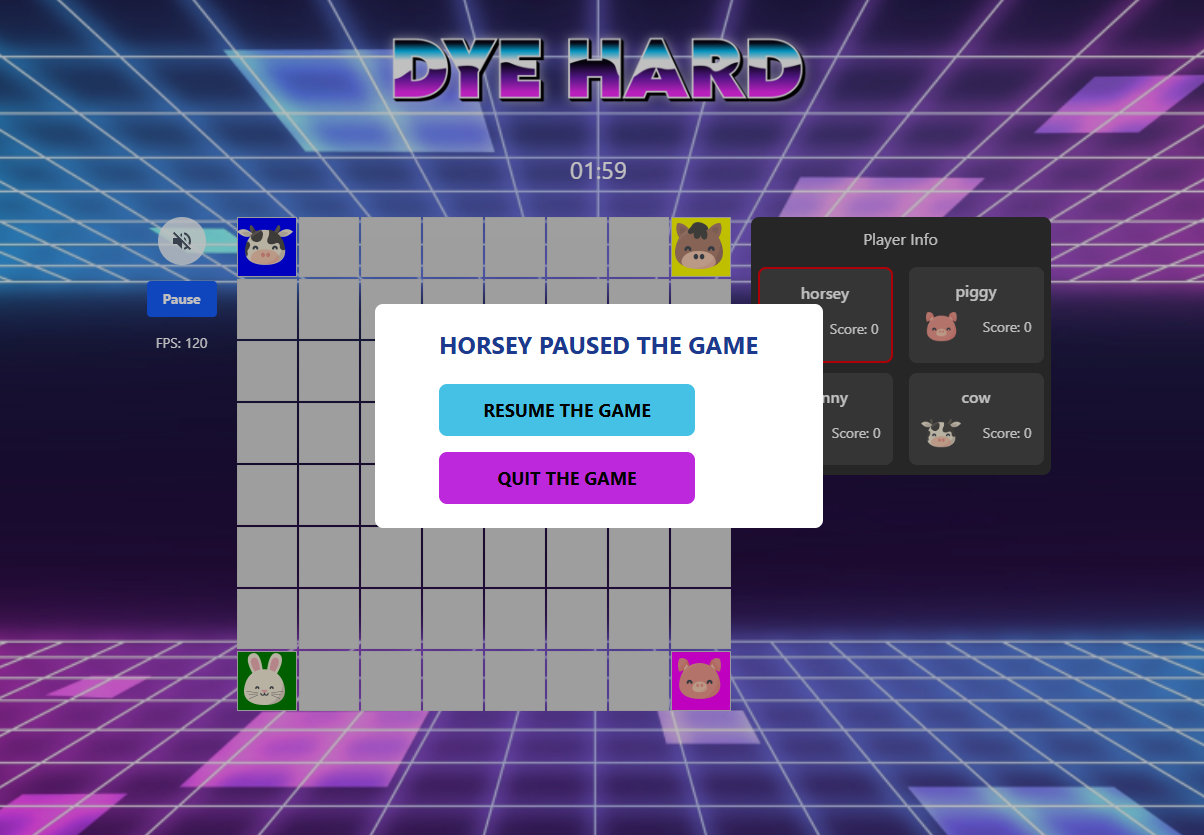 DYE HARD
01:59
Pause
FPS: 120
HORSEY PAUSED THE GAME
RESUME THE GAME
QUIT THE GAME
Player Info
horsey
Score: 0
piggy
Score: 0
nny
Score: 0
cow
Score: 0